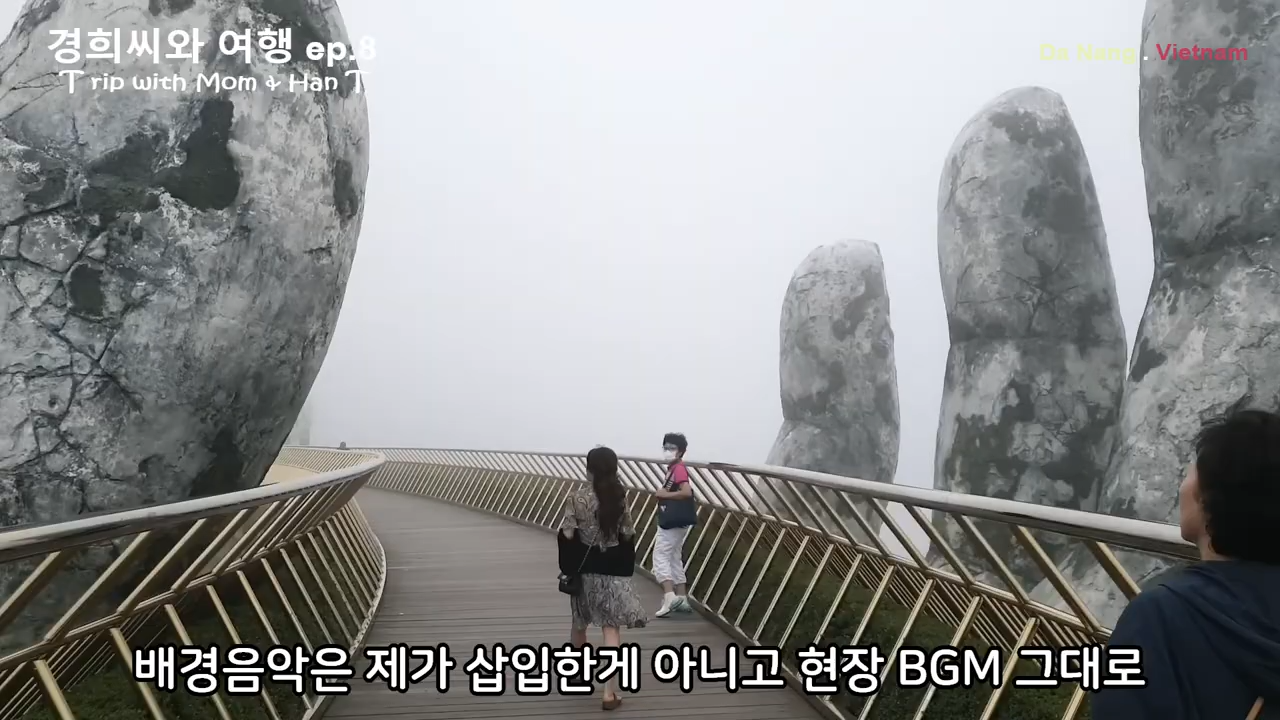 경희씨와 여행 ep.8
Trip with Mom & Han T
Da Nang . Vietnam
배경음악은 제가 삽입한게 아니고 현장 BGM 그대로